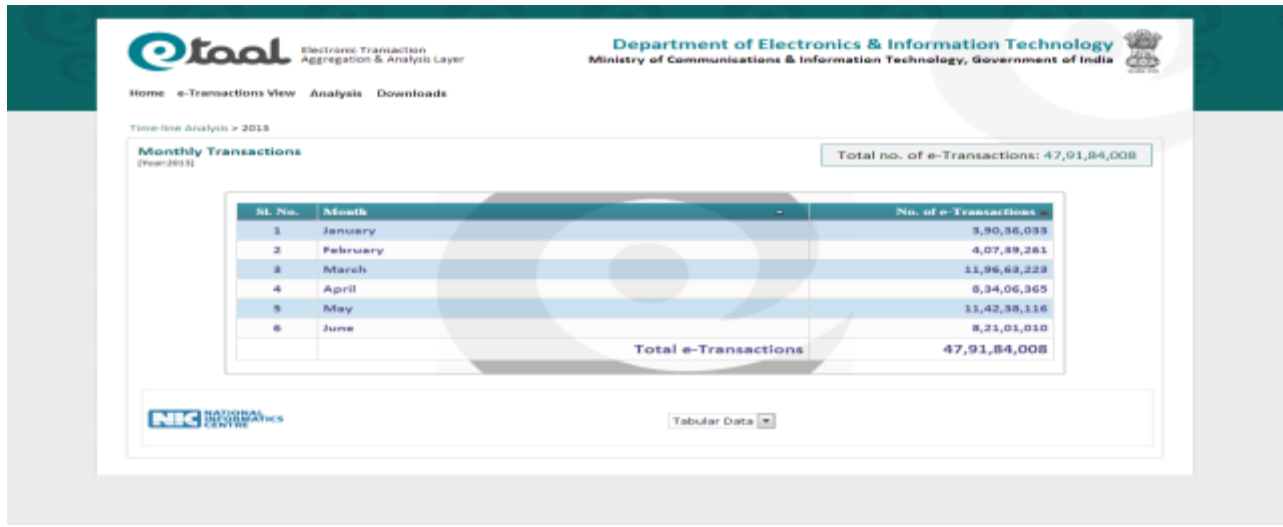 etaal
Electronic Transaction
Aggregation & Analysis Layer
Department of Electronics & Information Technology
Ministry of Communications & Information Technology, Government of India
Home e-Transactions View Analysis Downloads
Time-line Analysis > 2013
Monthly Transactions
[Year:2013]
Total no. of e-Transactions: 47,91,84,008
Sl. No. Month No. of e-Transactions
1 January 3,90,36,033
2 February 4,07,39,261
3 March 11,96,63,223
4 April 8,34,06,365
5 May 11,42,38,116
6 June 8,21,01,010
Total e-Transactions 47,91,84,008
NIC NATIONAL INFORMATICS CENTRE
Tabular Data